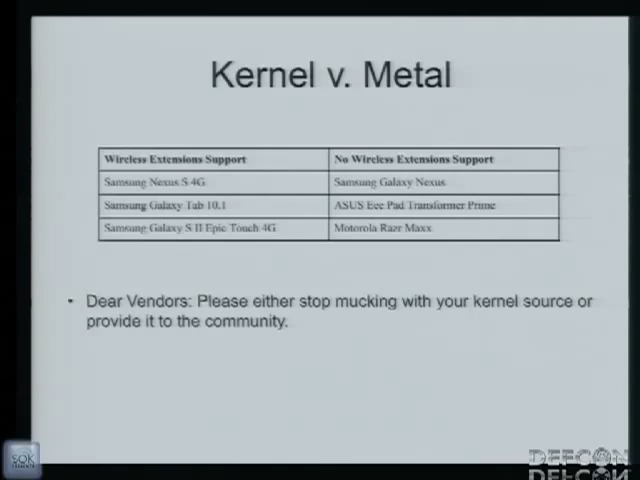 Kernel v. Metal
Wireless Extensions Support
No Wireless Extensions Support
Samsung Nexus S 4G
Samsung Galaxy Nexus
Samsung Galaxy Tab 10.1
ASUS Eee Pad Transformer Prime
Samsung Galaxy S II Epic Touch 4G
Motorola Razr Maxx
• Dear Vendors: Please either stop mucking with your kernel source or
provide it to the community.
SOK
DEFCON
DEFCON